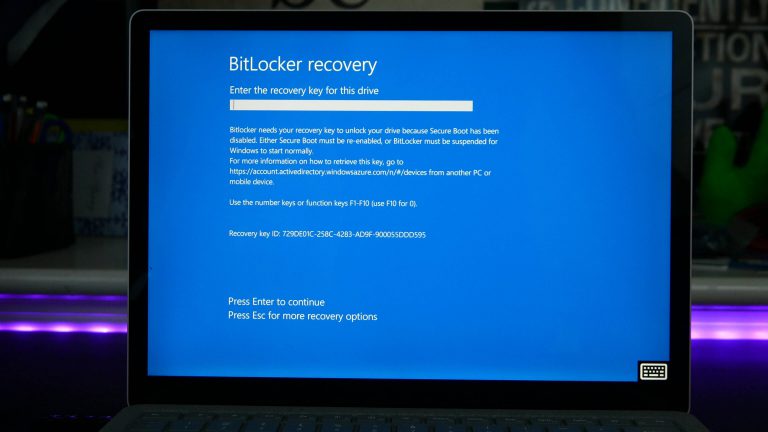 BitLocker recovery
Enter the recovery key for this drive
Bitlocker needs your recovery key to unlock your drive because Secure Boot has been
disabled. Either Secure Boot must be re-enabled, or BitLocker must be suspended for
Windows to start normally.
For more information on how to retrieve this key, go to
https://account.activedirectory.windowsazure.com/n/#/devices from another PC or
mobile device.
Use the number keys or function keys F1-F10 (use F10 for 0).
Recovery key ID: 729DE01C-258C-4283-AD9F-900055DDD595
Press Enter to continue
Press Esc for more recovery options